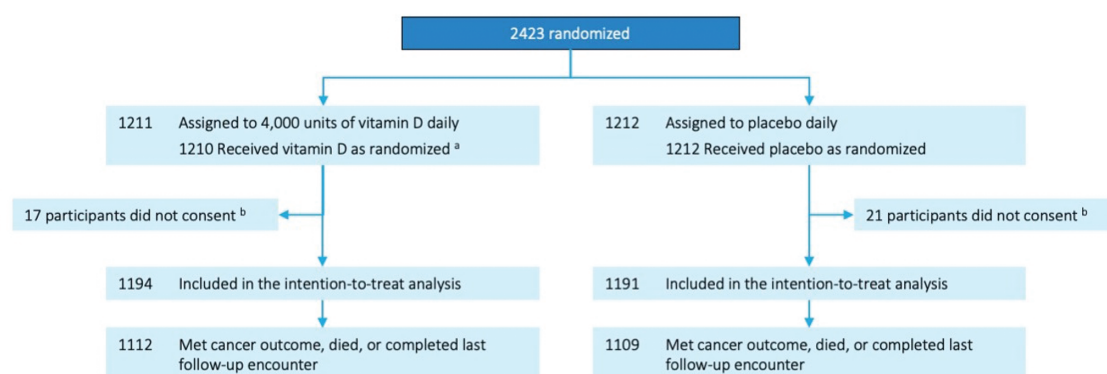 2423 randomized
1211 Assigned to 4,000 units of vitamin D daily
1210 Received vitamin D as randomized a
1212 Assigned to placebo daily
1212 Received placebo as randomized
17 participants did not consent b
21 participants did not consent b
1194 Included in the intention-to-treat analysis
1191 Included in the intention-to-treat analysis
1112 Met cancer outcome, died, or completed last
follow-up encounter
1109 Met cancer outcome, died, or completed last
follow-up encounter